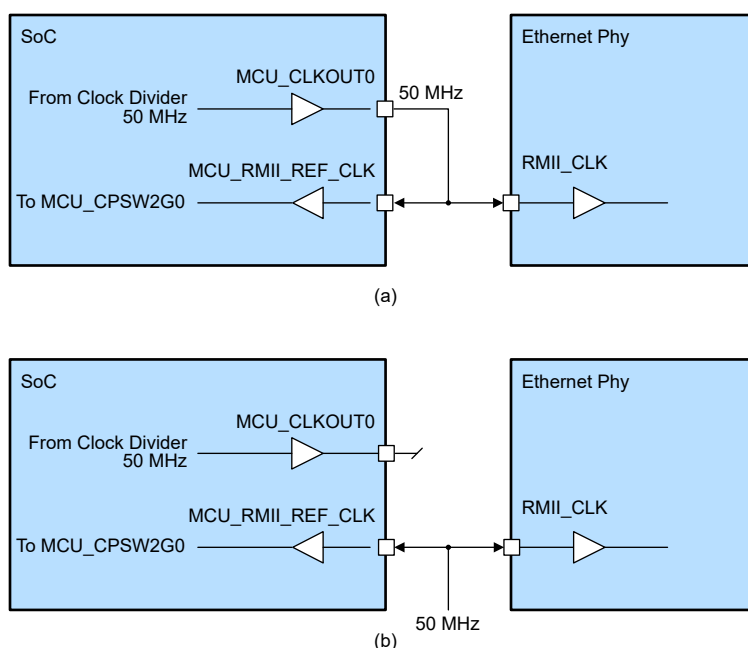 SoC
Ethernet Phy
MCU_CLKOUT0
From Clock Divider
50 MHz
50 MHz
MCU_RMII_REF_CLK
RMII_CLK
To MCU_CPSW2G0
(a)
SoC
Ethernet Phy
MCU_CLKOUT0
From Clock Divider
50 MHz
MCU_RMII_REF_CLK
RMII_CLK
To MCU_CPSW2G0
50 MHz
(b)